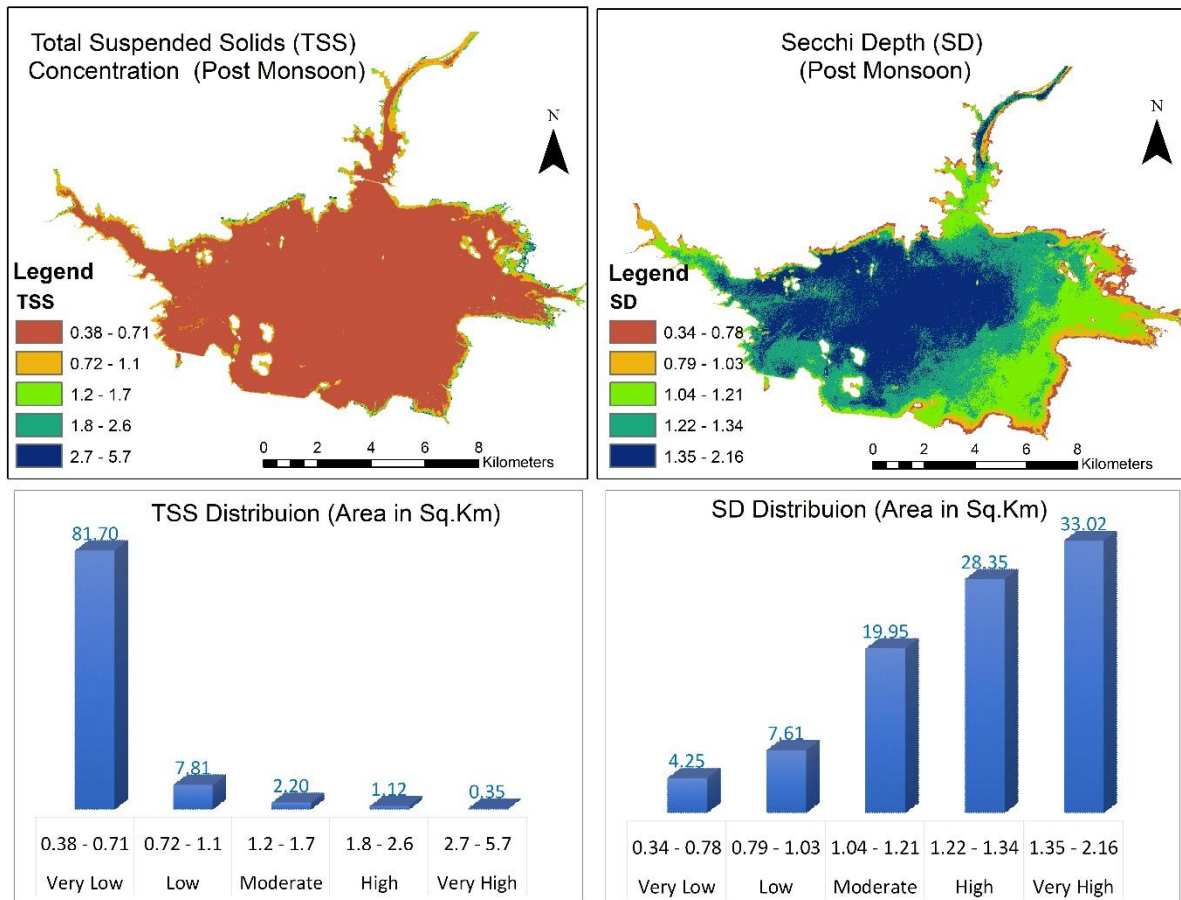 Total Suspended Solids (TSS)
Concentration (Post Monsoon)
N
Legend
TSS
0.38 - 0.71
0.72 - 1.1
1.2 - 1.7
1.8 - 2.6
2.7 - 5.7
0 2 4 6 8
Kilometers
Secchi Depth (SD)
(Post Monsoon)
N
Legend
SD
0.34 - 0.78
0.79 - 1.03
1.04 - 1.21
1.22 - 1.34
1.35 - 2.16
0 2 4 6 8
Kilometers
TSS Distribuion (Area in Sq.Km)
81.70
7.81
2.20
1.12
0.35
0.38 - 0.71 0.72 - 1.1 1.2 - 1.7 1.8 - 2.6 2.7 - 5.7
Very Low Low Moderate High Very High
SD Distribuion (Area in Sq.Km)
4.25
7.61
19.95
28.35
33.02
0.34 - 0.78 0.79 - 1.03 1.04 - 1.21 1.22 - 1.34 1.35 - 2.16
Very Low Low Moderate High Very High